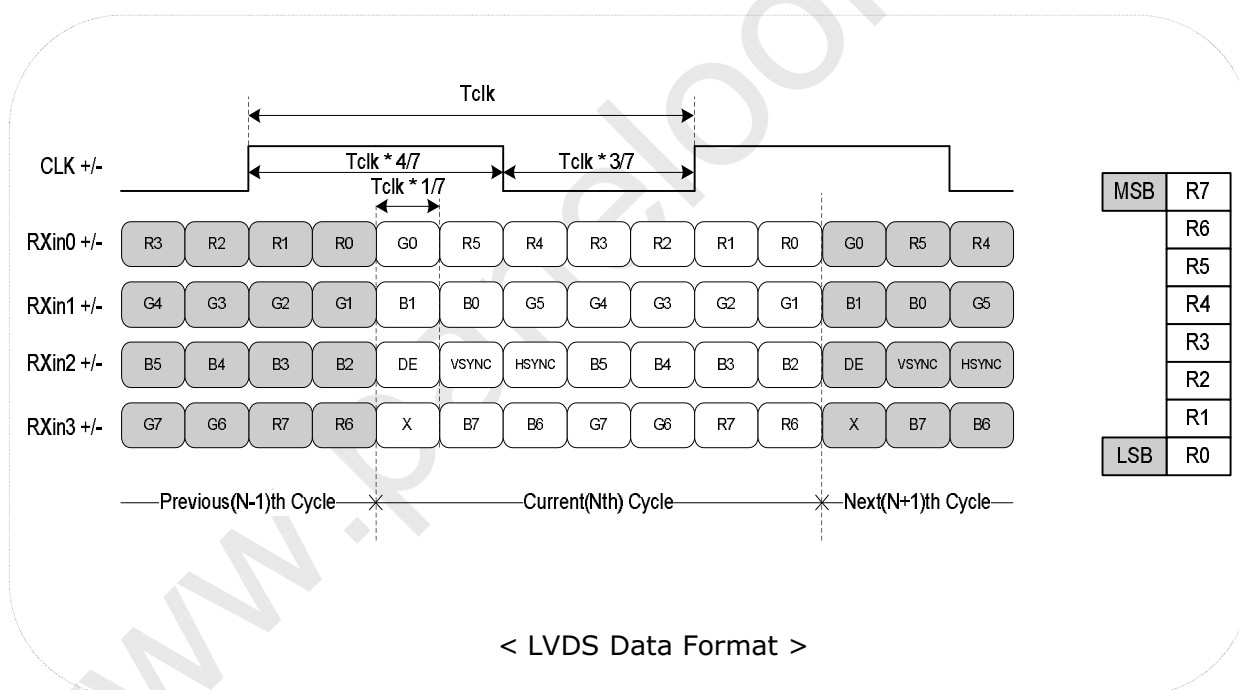 Tclk
CLK +/-
Tclk * 4/7
Tclk * 3/7
Tclk * 1/7
MSB R7
R6
R5
R4
R3
R2
R1
LSB R0
RXin0 +/- R3 R2 R1 R0 G0 R5 R4 R3 R2 R1 R0 G0 R5 R4
RXin1 +/- G4 G3 G2 G1 B1 B0 G5 G4 G3 G2 G1 B1 B0 G5
RXin2 +/- B5 B4 B3 B2 DE VSYNC HSYNC B5 B4 B3 B2 DE VSYNC HSYNC
RXin3 +/- G7 G6 R7 R6 X B7 B6 G7 G6 R7 R6 X B7 B6
Previous(N-1)th Cycle
Current(Nth) Cycle
Next(N+1)th Cycle
< LVDS Data Format >